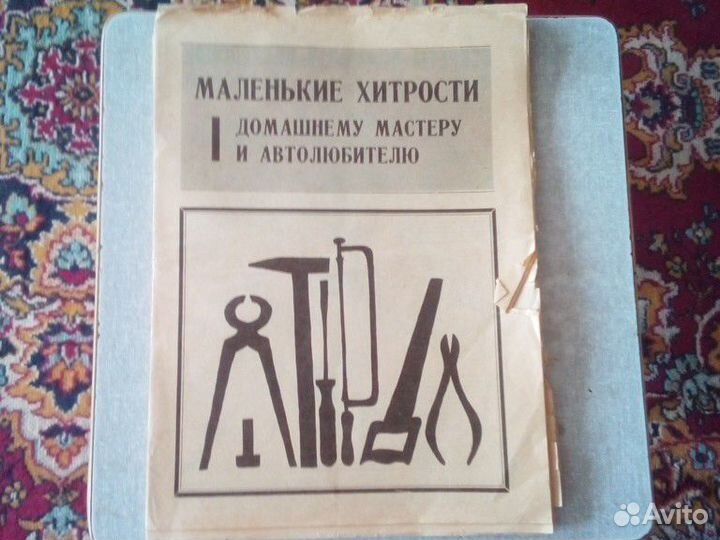 МАЛЕНЬКИЕ ХИТРОСТИ
ДОМАШНЕМУ МАСТЕРУ
И АВТОЛЮБИТЕЛЮ
Avito